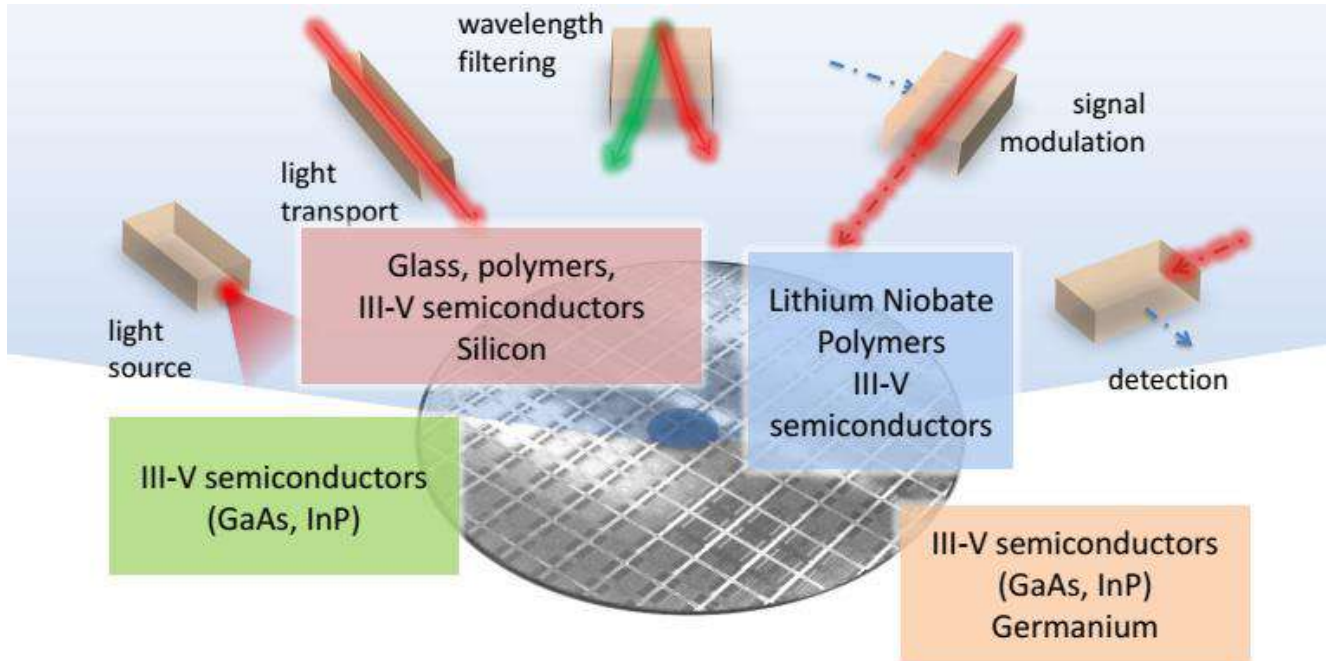 wavelength
filtering
signal
modulation
light
transport
light
source
detection
Glass, polymers,
III-V semiconductors
Silicon
Lithium Niobate
Polymers
III-V
semiconductors
III-V semiconductors
(GaAs, InP)
III-V semiconductors
(GaAs, InP)
Germanium